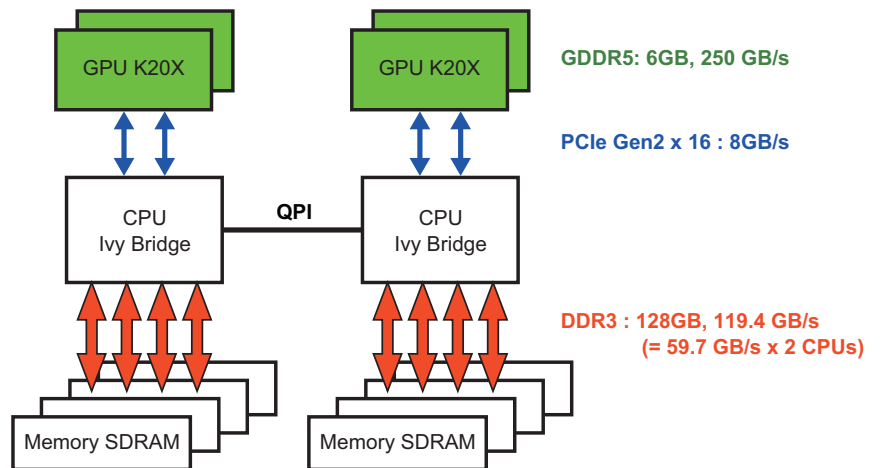 GPU K20X
GPU K20X
GDDR5: 6GB, 250 GB/s
PCIe Gen2 x 16 : 8GB/s
CPU
Ivy Bridge
QPI
CPU
Ivy Bridge
DDR3 : 128GB, 119.4 GB/s
(= 59.7 GB/s x 2 CPUs)
Memory SDRAM
Memory SDRAM